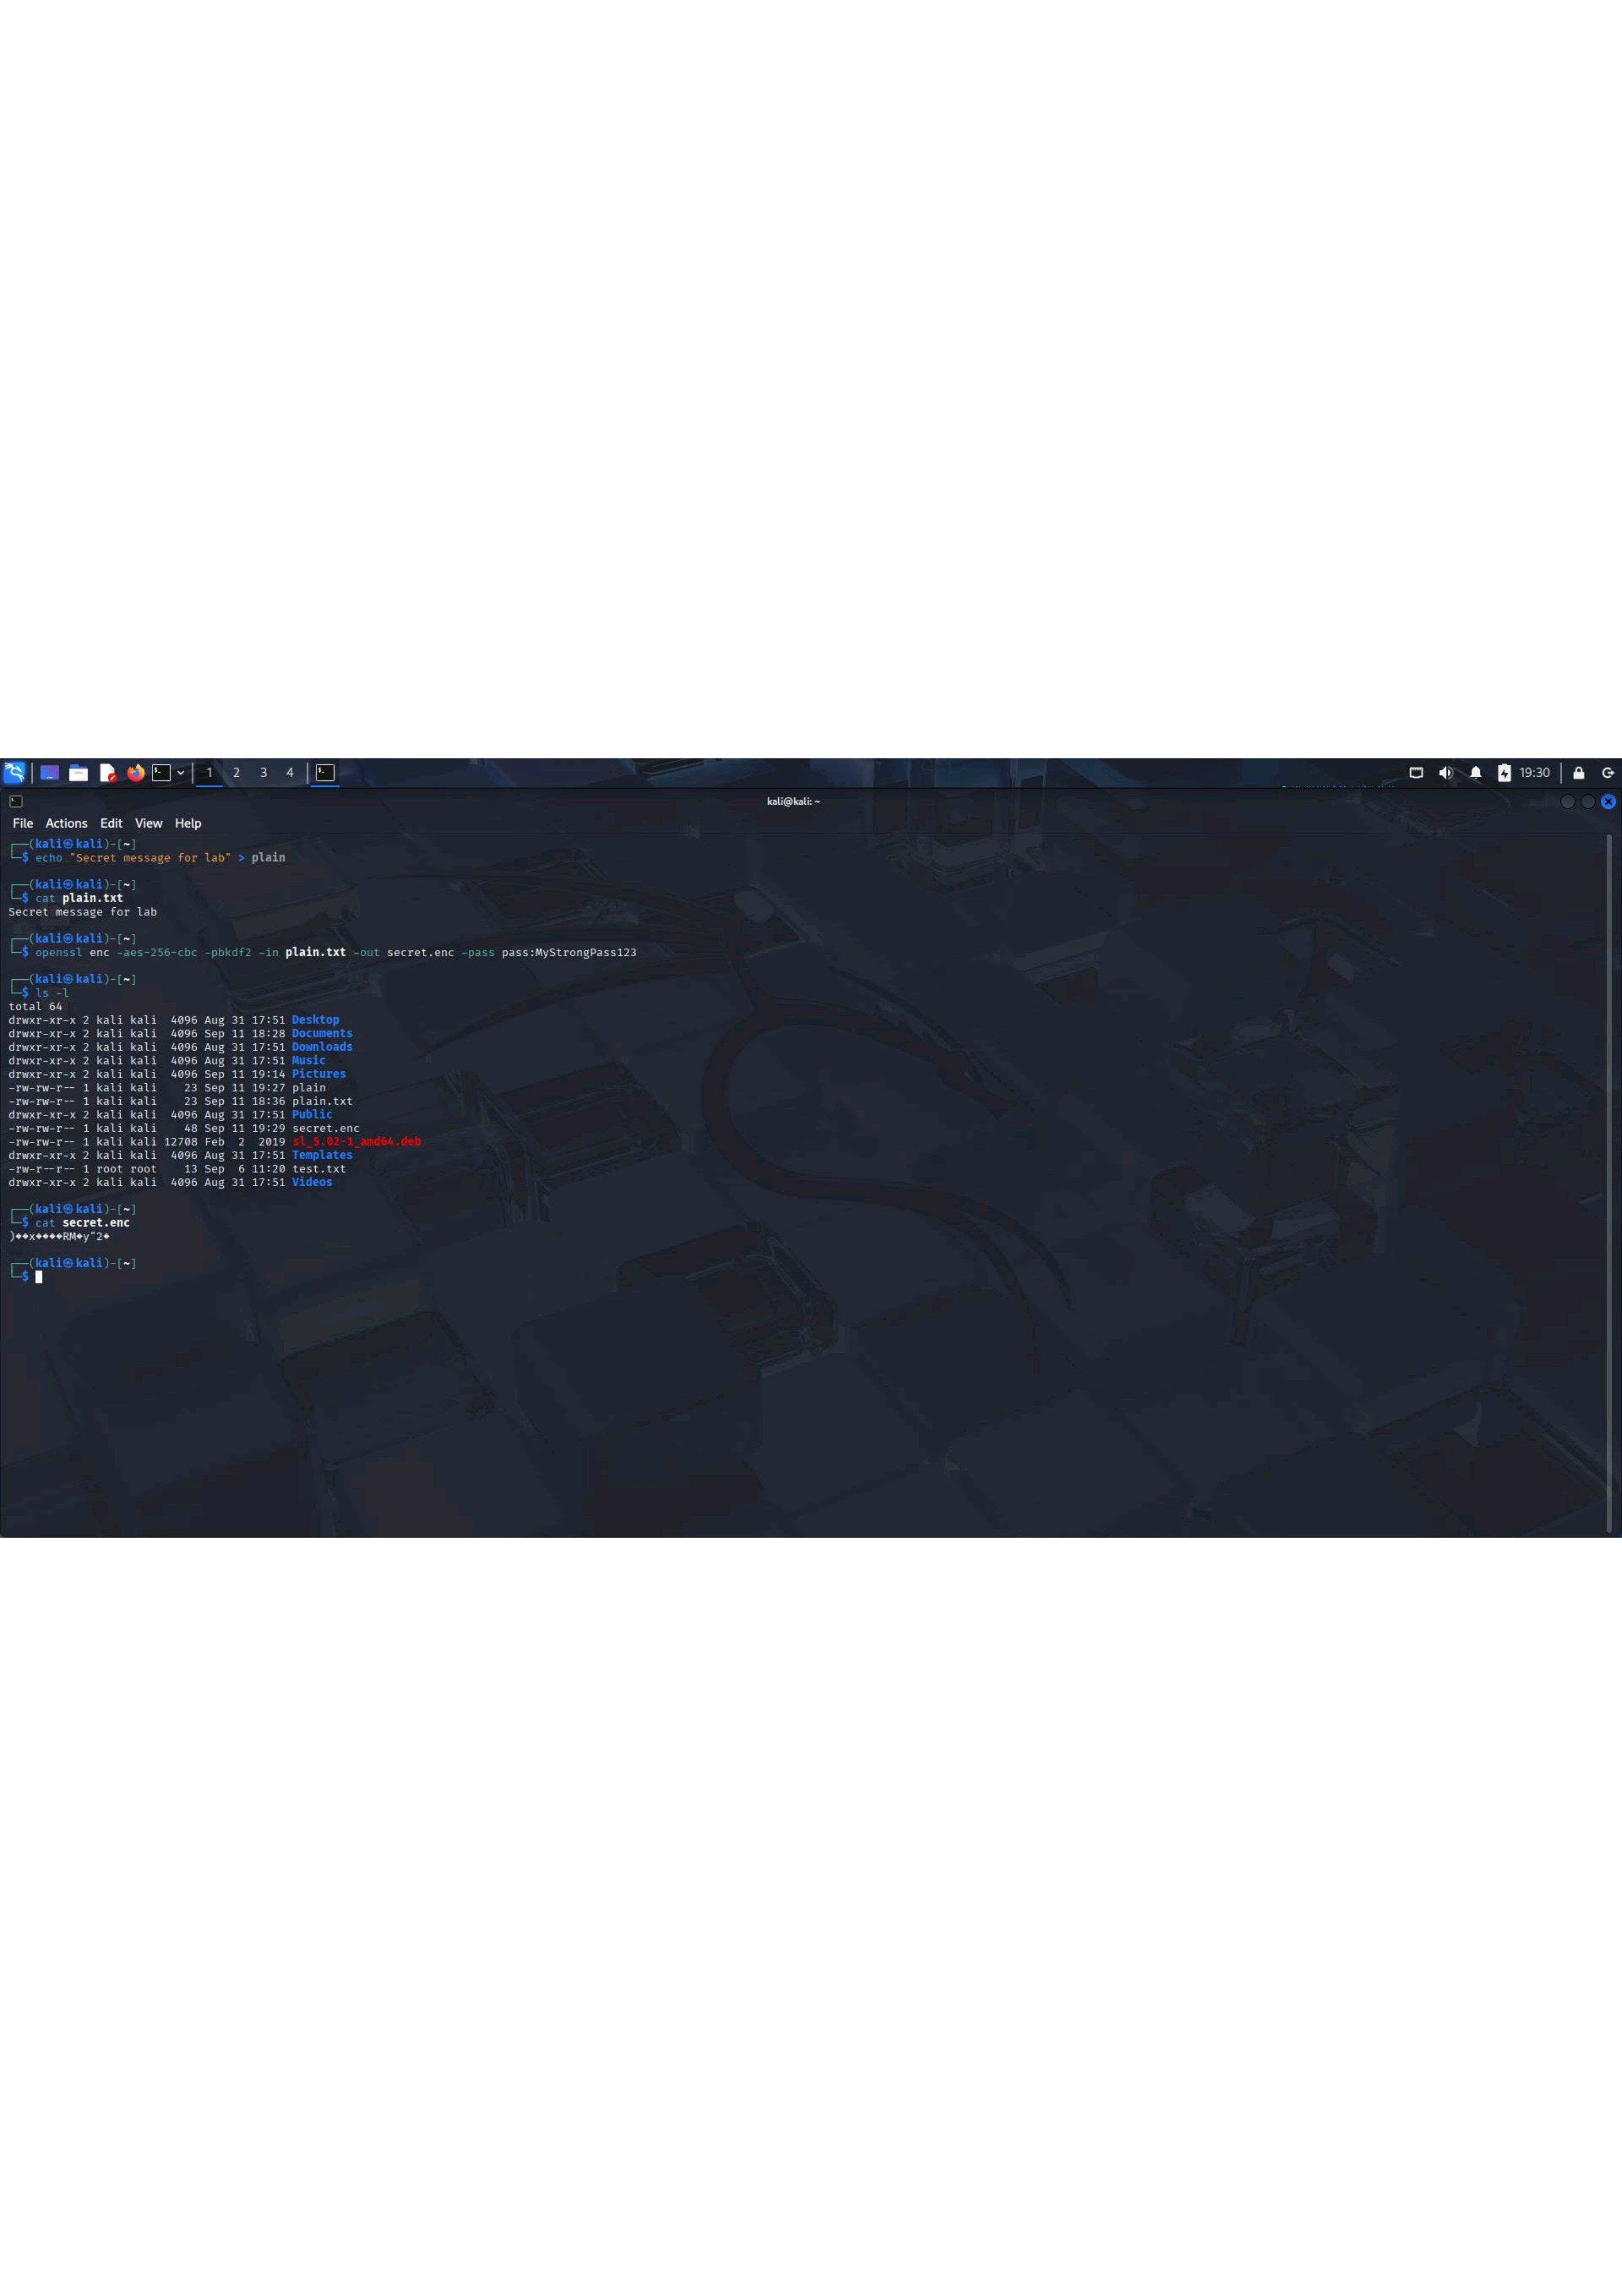 1 2 3 4 19:30
kali@kali: ~
File Actions Edit View Help
┌──(kali㉿kali)-[~]
└─$ echo "Secret message for lab" > plain
┌──(kali㉿kali)-[~]
└─$ cat plain.txt
Secret message for lab
┌──(kali㉿kali)-[~]
└─$ openssl enc -aes-256-cbc -pbkdf2 -in plain.txt -out secret.enc -pass pass:MyStrongPass123
┌──(kali㉿kali)-[~]
└─$ ls -l
total 64
drwxr-xr-x 2 kali kali 4096 Aug 31 17:51 Desktop
drwxr-xr-x 2 kali kali 4096 Sep 11 18:28 Documents
drwxr-xr-x 2 kali kali 4096 Aug 31 17:51 Downloads
drwxr-xr-x 2 kali kali 4096 Aug 31 17:51 Music
drwxr-xr-x 2 kali kali 4096 Sep 11 19:14 Pictures
-rw-rw-r-- 1 kali kali 23 Sep 11 19:27 plain
-rw-rw-r-- 1 kali kali 23 Sep 11 18:36 plain.txt
drwxr-xr-x 2 kali kali 4096 Aug 31 17:51 Public
-rw-rw-r-- 1 kali kali 48 Sep 11 19:29 secret.enc
-rw-rw-r-- 1 kali kali 12708 Feb 2 2019 sl_5.02-1_amd64.deb
drwxr-xr-x 2 kali kali 4096 Aug 31 17:51 Templates
-rw-r--r-- 1 root root 13 Sep 6 11:20 test.txt
drwxr-xr-x 2 kali kali 4096 Aug 31 17:51 Videos
┌──(kali㉿kali)-[~]
└─$ cat secret.enc
)��x����RM�y"2�
┌──(kali㉿kali)-[~]
└─$